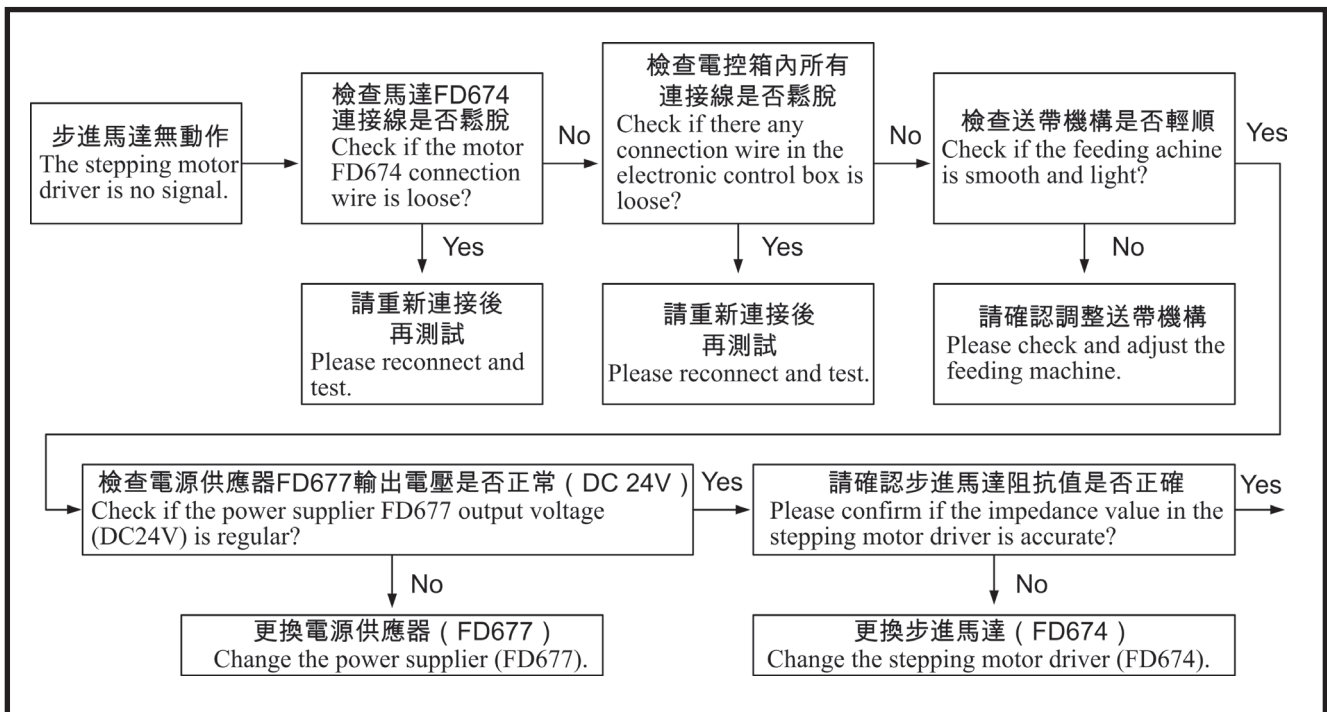 步進馬達無動作
The stepping motor
driver is no signal.
檢查馬達FD674
連接線是否鬆脫
Check if the motor
FD674 connection
wire is loose?
No
檢查電控箱內所有
連接線是否鬆脫
Check if there any
connection wire in the
electronic control box is
loose?
No
檢查送帶機構是否輕順
Check if the feeding achine
is smooth and light?
Yes
Yes
請重新連接後
再測試
Please reconnect and
test.
Yes
請重新連接後
再測試
Please reconnect and test.
No
請確認調整送帶機構
Please check and adjust the
feeding machine.
檢查電源供應器FD677輸出電壓是否正常（DC 24V）
Check if the power supplier FD677 output voltage
(DC24V) is regular?
Yes
請確認步進馬達阻抗值是否正確
Please confirm if the impedance value in the
stepping motor driver is accurate?
Yes
No
更換電源供應器（FD677）
Change the power supplier (FD677).
No
更換步進馬達（FD674）
Change the stepping motor driver (FD674).